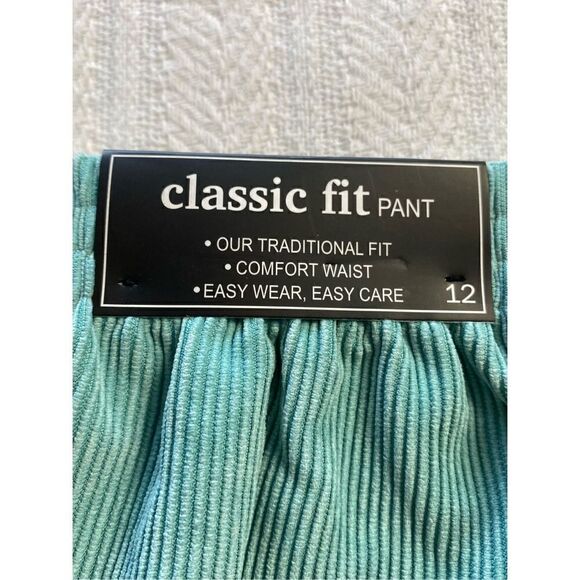 classic fit PANT
• OUR TRADITIONAL FIT
• COMFORT WAIST
• EASY WEAR, EASY CARE
12